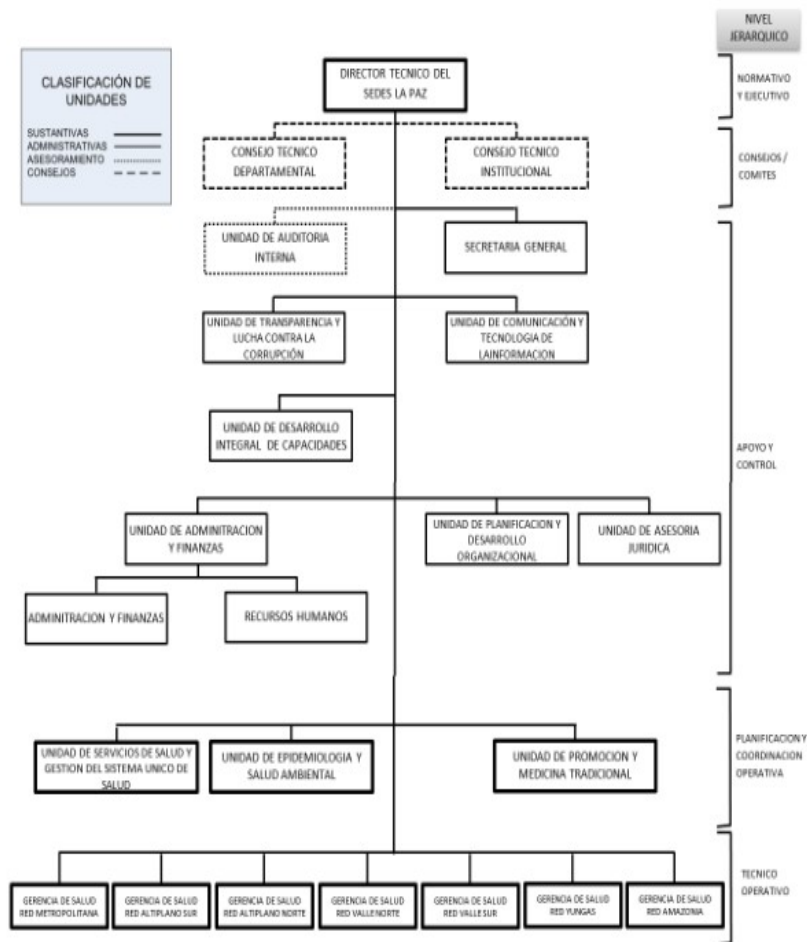 NIVEL
JERARQUICO
CLASIFICACIÓN DE
UNIDADES
SUSTANTIVAS
ADMINISTRATIVAS
ASESORAMIENTO
CONSEJOS
DIRECTOR TECNICO DEL
SEDES LA PAZ
NORMATIVO
Y EJECUTIVO
CONSEJO TECNICO
DEPARTAMENTAL
CONSEJO TECNICO
INSTITUCIONAL
CONSEJOS /
COMITES
UNIDAD DE AUDITORIA
INTERNA
SECRETARIA GENERAL
UNIDAD DE TRANSPARENCIA Y
LUCHA CONTRA LA
CORRUPCIÓN
UNIDAD DE COMUNICACIÓN Y
TECNOLOGIA DE
LAINFORMACION
UNIDAD DE DESARROLLO
INTEGRAL DE CAPACIDADES
APOYO Y
CONTROL
UNIDAD DE ADMINITRACION
Y FINANZAS
UNIDAD DE PLANIFICACION Y
DESARROLLO
ORGANIZACIONAL
UNIDAD DE ASESORIA
JURIDICA
ADMINITRACION Y FINANZAS
RECURSOS HUMANOS
UNIDAD DE SERVICIOS DE SALUD Y
GESTION DEL SISTEMA UNICO DE
SALUD
UNIDAD DE EPIDEMIOLOGIA Y
SALUD AMBIENTAL
UNIDAD DE PROMOCION Y
MEDICINA TRADICIONAL
PLANIFICACION Y
COORDINACION
OPERATIVA
GERENCIA DE SALUD
RED METROPOLITANA
GERENCIA DE SALUD
RED ALTIPLANO SUR
GERENCIA DE SALUD
RED ALTIPLANO NORTE
GERENCIA DE SALUD
RED VALLE NORTE
GERENCIA DE SALUD
RED VALLE SUR
GERENCIA DE SALUD
RED YUNGAS
GERENCIA DE SALUD
RED AMAZONIA
TECNICO
OPERATIVO